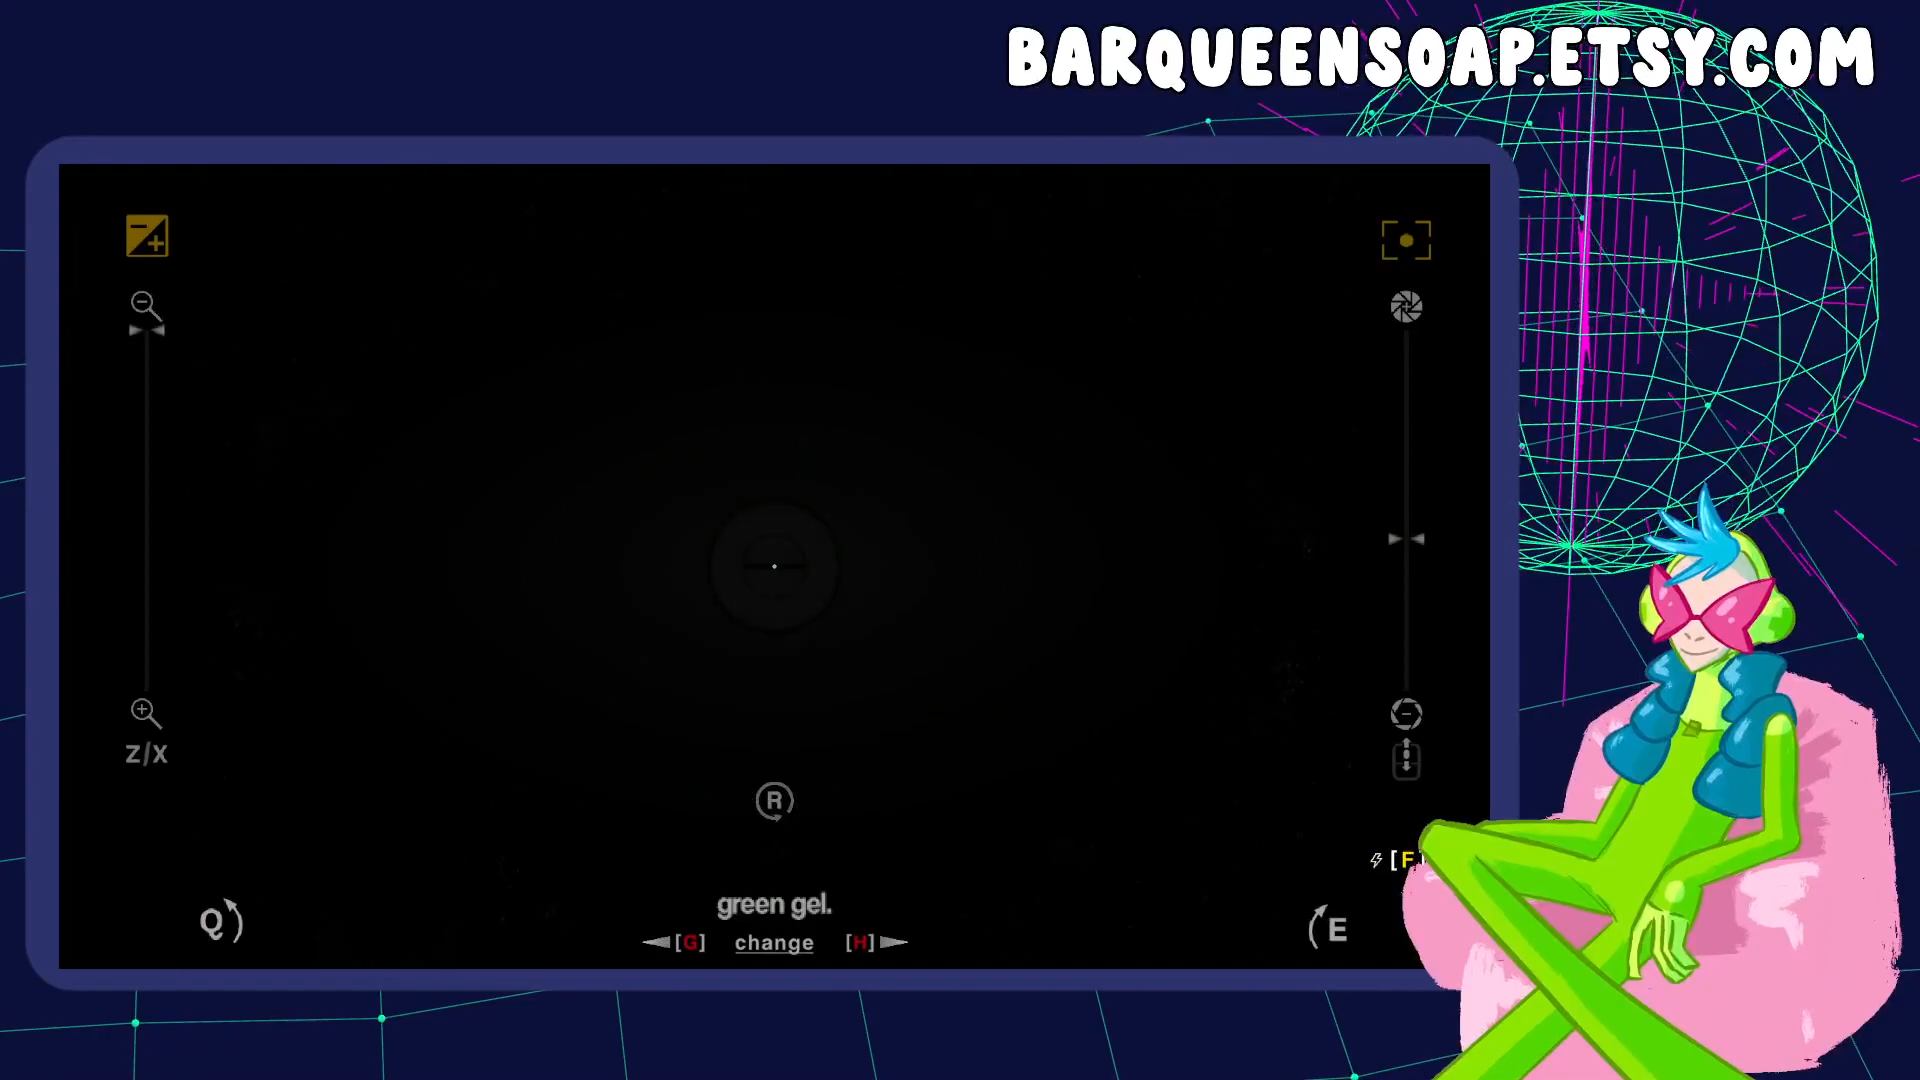 BARQUEENSOAP.ETSY.COM
Z/X
R
[F
Q
green gel.
E
[G] change [H]